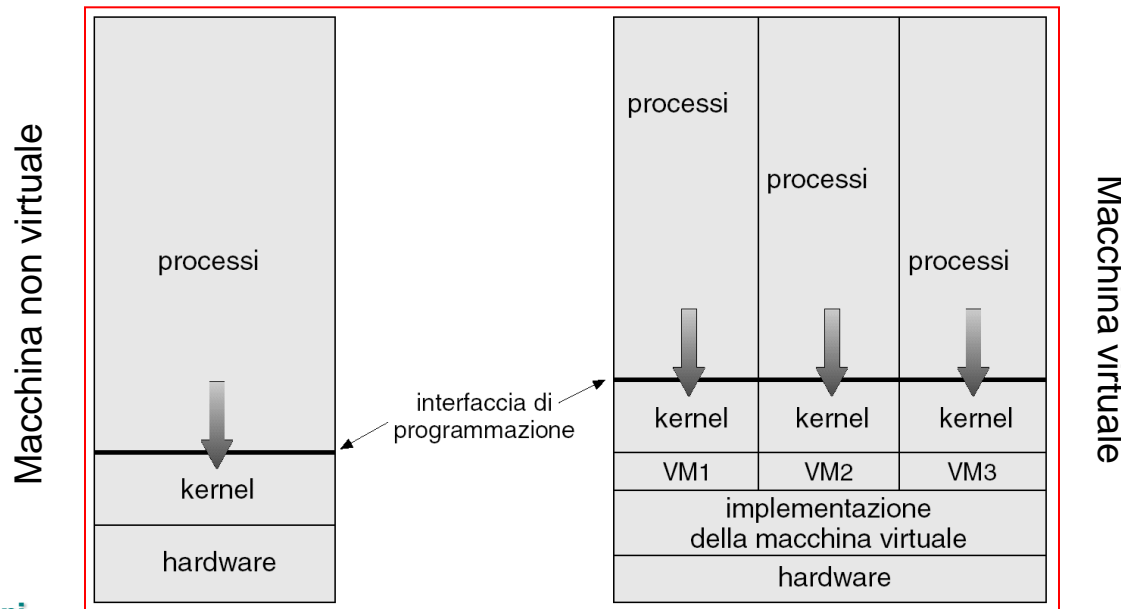 Macchina non virtuale
processi
kernel
hardware
interfaccia di
programmazione
processi
processi
processi
kernel
kernel
kernel
VM1
VM2
VM3
implementazione
della macchina virtuale
hardware
Macchina virtuale